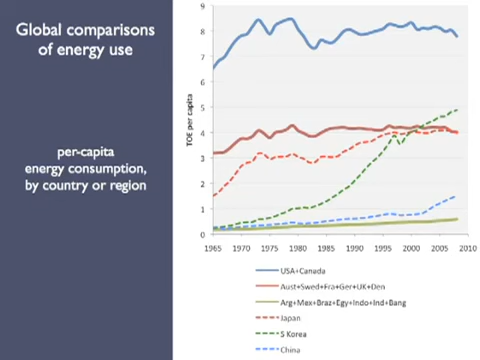 Global comparisons
of energy use
per-capita
energy consumption,
by country or region
TOE per capita
9
8
7
6
5
4
3
2
1
0
1965 1970 1975 1980 1985 1990 1995 2000 2005 2010
USA+Canada
Aust+Swed+Fra+Ger+UK+Den
Arg+Mex+Braz+Egy+Indo+Ind+Bang
Japan
S Korea
China